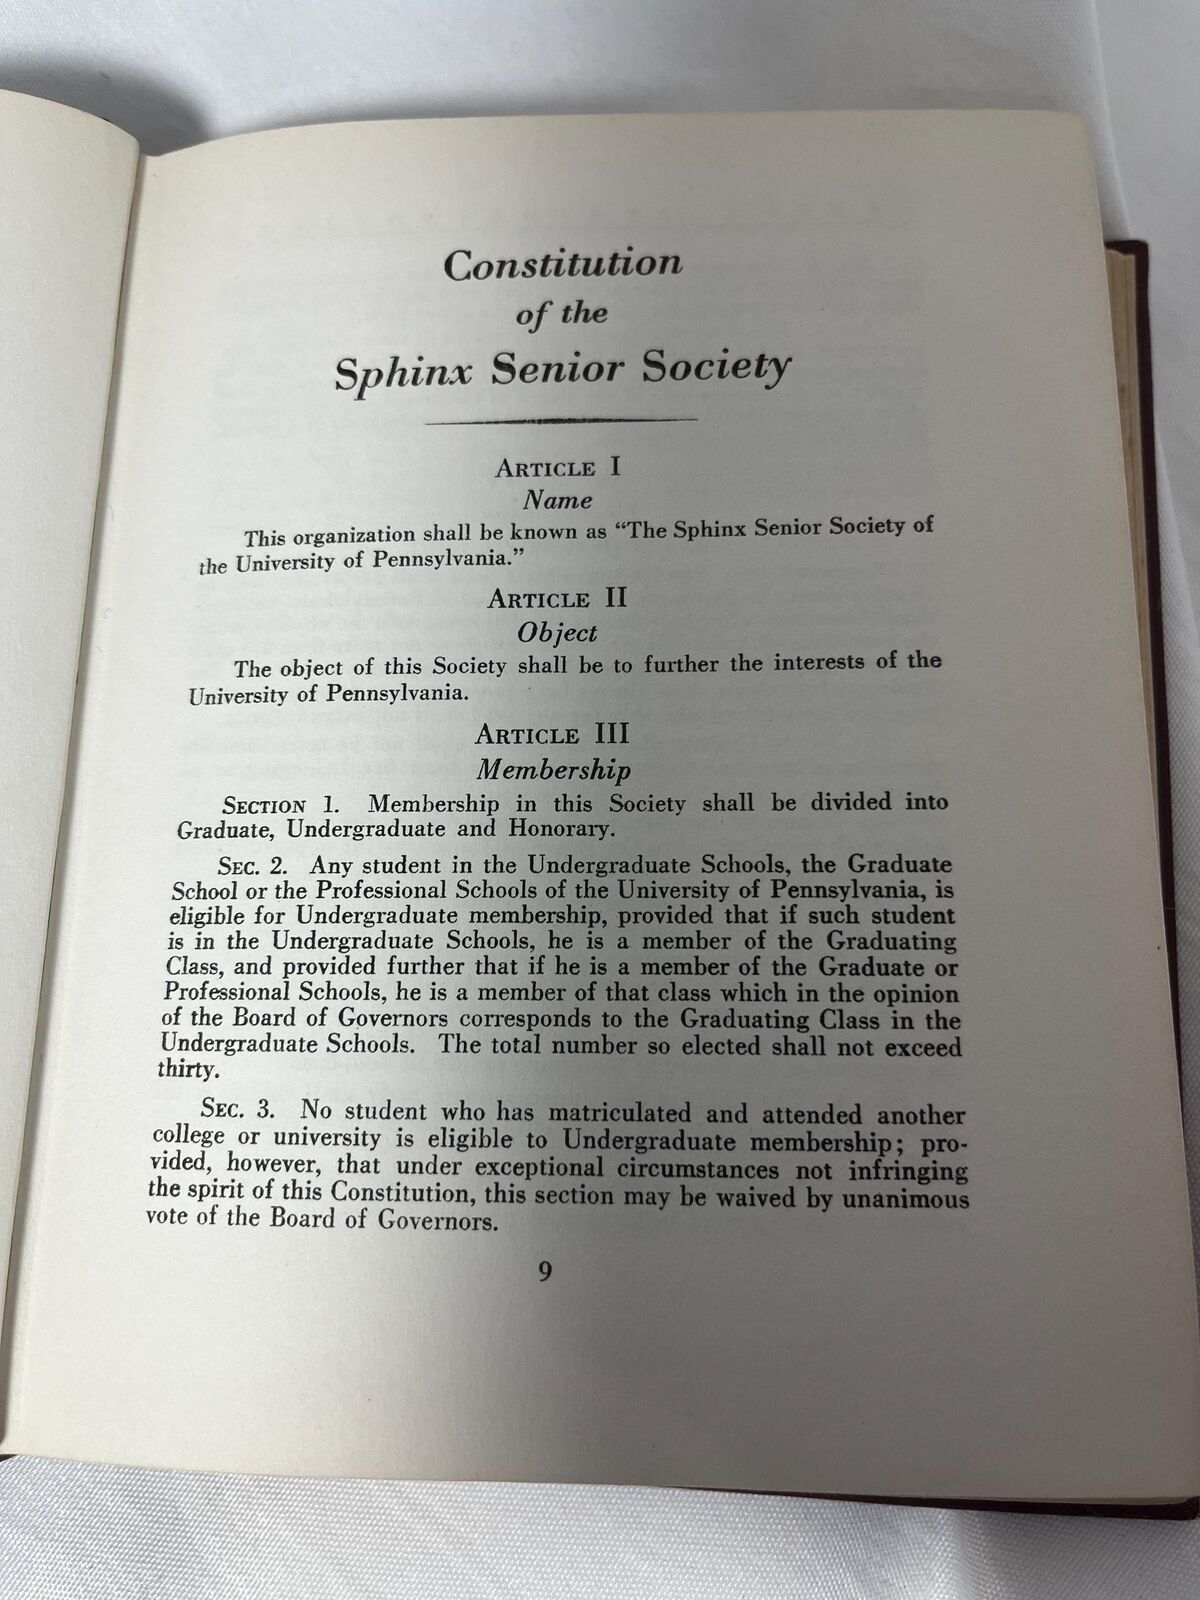 Constitution
of the
Sphinx Senior Society
ARTICLE I
Name
This organization shall be known as “The Sphinx Senior Society of
the University of Pennsylvania.”
ARTICLE II
Object
The object of this Society shall be to further the interests of the
University of Pennsylvania.
ARTICLE III
Membership
SECTION 1. Membership in this Society shall be divided into
Graduate, Undergraduate and Honorary.
SEC. 2. Any student in the Undergraduate Schools, the Graduate
School or the Professional Schools of the University of Pennsylvania, is
eligible for Undergraduate membership, provided that if such student
is in the Undergraduate Schools, he is a member of the Graduating
Class, and provided further that if he is a member of the Graduate or
Professional Schools, he is a member of that class which in the opinion
of the Board of Governors corresponds to the Graduating Class in the
Undergraduate Schools. The total number so elected shall not exceed
thirty.
SEC. 3. No student who has matriculated and attended another
college or university is eligible to Undergraduate membership; pro-
vided, however, that under exceptional circumstances not infringing
the spirit of this Constitution, this section may be waived by unanimous
vote of the Board of Governors.
9